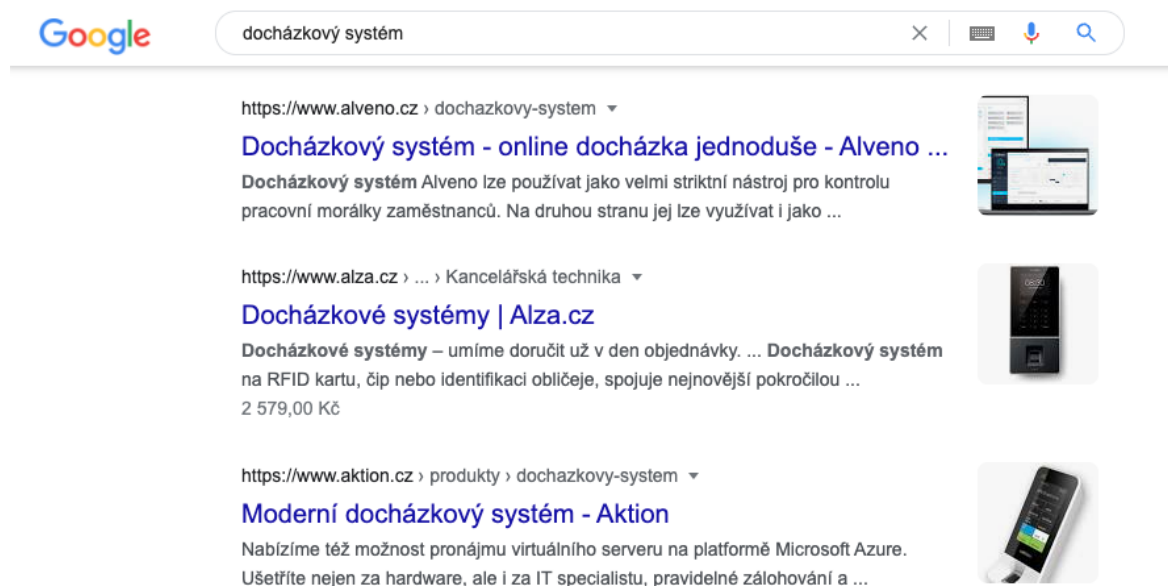 Google
docházkový systém
https://www.alveno.cz › dochazkovy-system
Docházkový systém - online docházka jednoduše - Alveno ...
Docházkový systém Alveno lze používat jako velmi striktní nástroj pro kontrolu
pracovní morálky zaměstnanců. Na druhou stranu jej lze využívat i jako ...
https://www.alza.cz › ... › Kancelářská technika
Docházkové systémy | Alza.cz
Docházkové systémy – umíme doručit už v den objednávky. ... Docházkový systém
na RFID kartu, čip nebo identifikaci obličeje, spojuje nejnovější pokročilou ...
2 579,00 Kč
https://www.aktion.cz › produkty › dochazkovy-system
Moderní docházkový systém - Aktion
Nabízíme též možnost pronájmu virtuálního serveru na platformě Microsoft Azure.
Ušetříte nejen za hardware, ale i za IT specialistu, pravidelné zálohování a ...